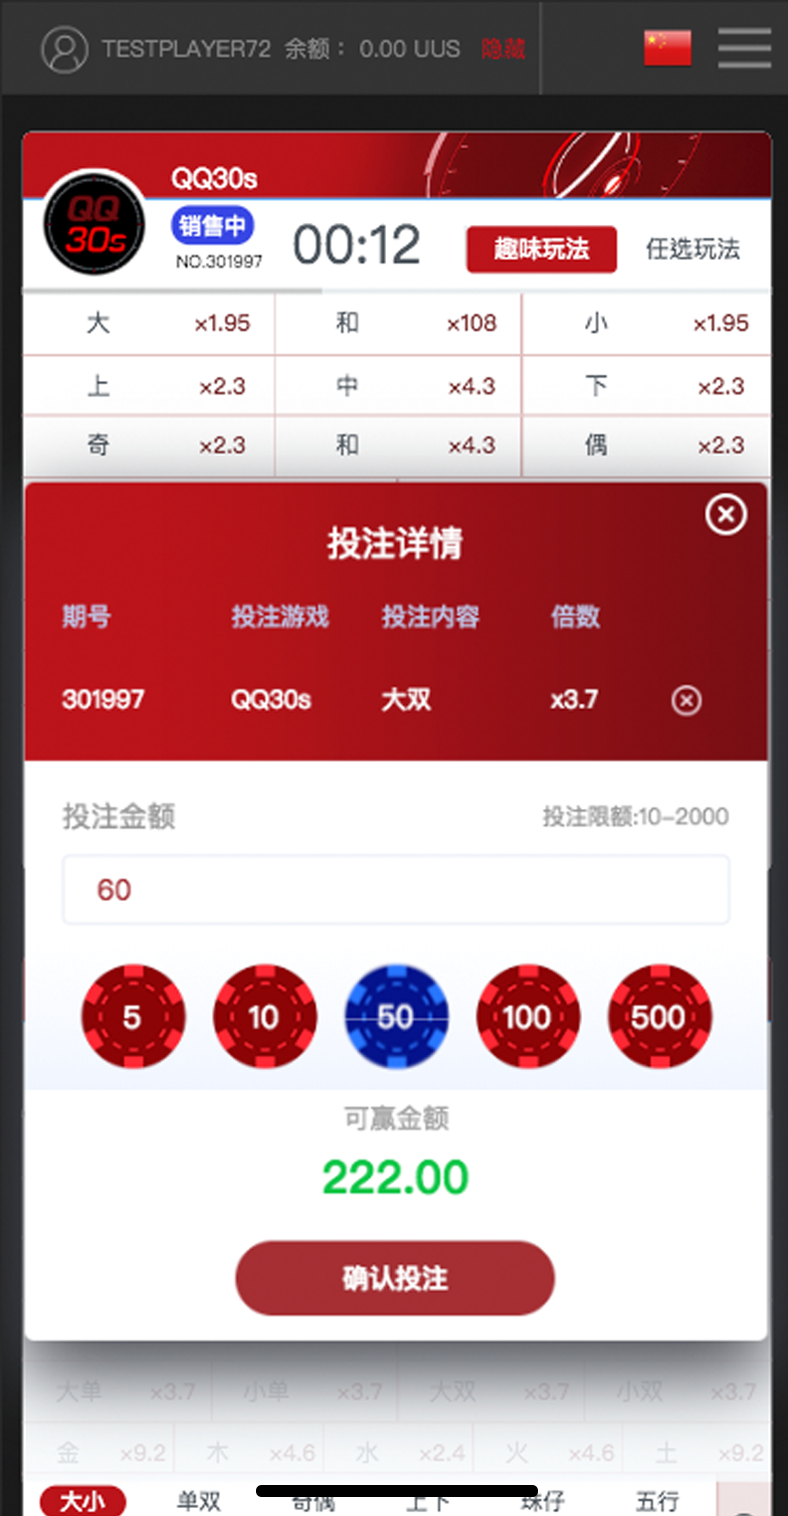 TESTPLAYER72 余额： 0.00 UUS 隐藏
QQ30s
QQ
30s
销售中
NO.301997
00:12
趣味玩法
任选玩法
大 ×1.95 和 ×108 小 ×1.95
上 ×2.3 中 ×4.3 下 ×2.3
奇 ×2.3 和 ×4.3 偶 ×2.3
投注详情
期号 投注游戏 投注内容 倍数
301997 QQ30s 大双 x3.7
投注金额 投注限额:10-2000
60
5 10 50 100 500
可赢金额
222.00
确认投注
大单 ×3.7 小单 ×3.7 大双 ×3.7 小双 ×3.7
金 ×9.2 木 ×4.6 水 ×2.4 火 ×4.6 土 ×9.2
大小 单双 奇偶 上下 珠仔 五行